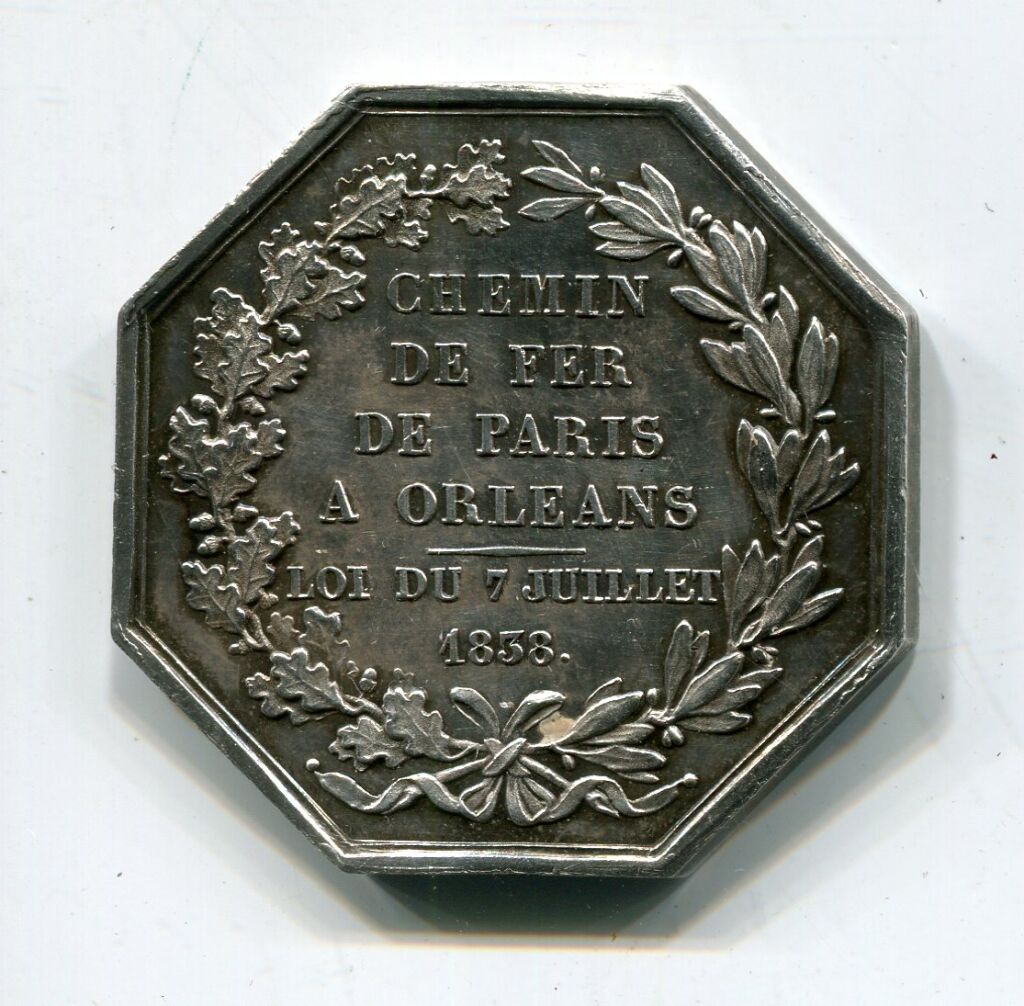 CHEMIN
DE FER
DE PARIS
A ORLEANS
LOI DU 7 JUILLET
1838.